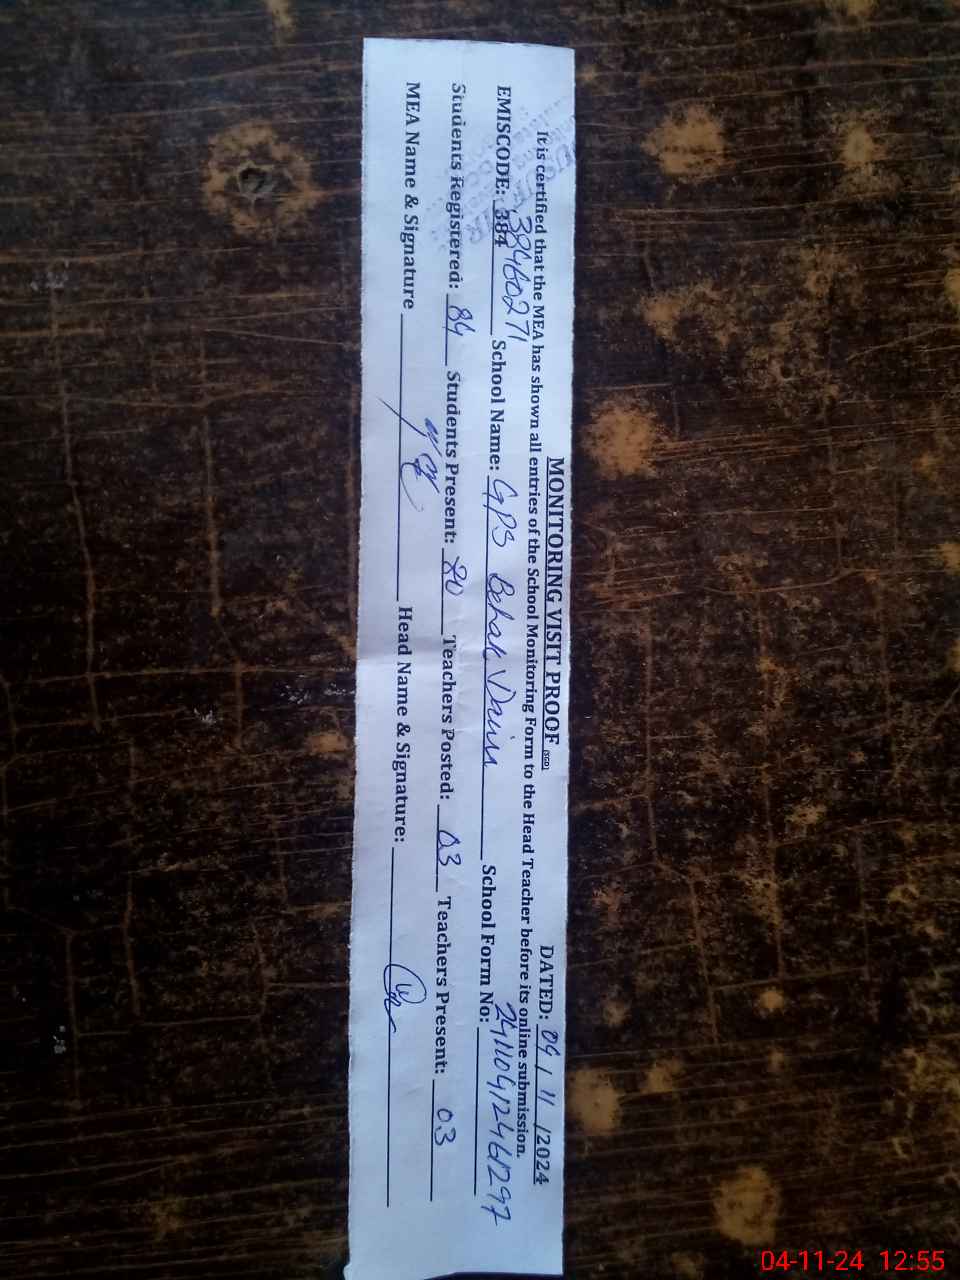 MONITORING VISIT PROOF (SGD) DATED: 04/11/2024
It is certified that the MEA has shown all entries of the School Monitoring Form to the Head Teacher before its online submission.
EMISCODE: 384 38460271 School Name: GPS Behak School Form No:
Students Registered: 84 Students Present: 80 Teachers Posted: 03 Teachers Present: 03
MEA Name & Signature Head Name & Signature:
04-11-24 12:55